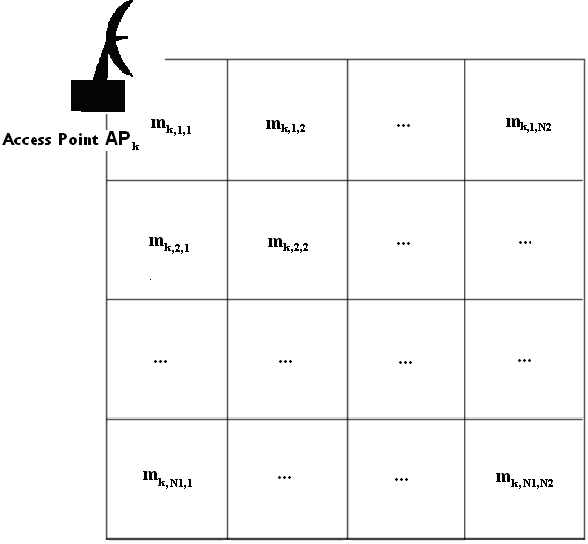 m_k,1,1 m_k,1,2 ... m_k,1,N2
Access Point AP_k
m_k,2,1 m_k,2,2 ... ...
... ... ... ...
m_k,N1,1 ... ... m_k,N1,N2